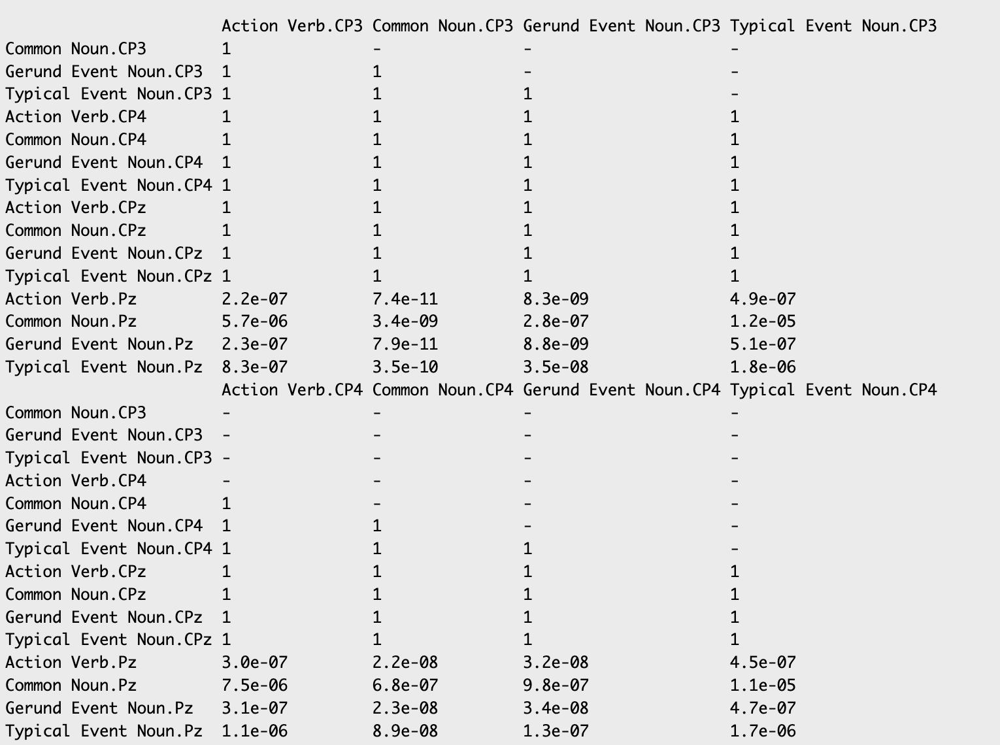 Action Verb.CP3 Common Noun.CP3 Gerund Event Noun.CP3 Typical Event Noun.CP3
Common Noun.CP3 1 - - -
Gerund Event Noun.CP3 1 1 - -
Typical Event Noun.CP3 1 1 1 -
Action Verb.CP4 1 1 1 1
Common Noun.CP4 1 1 1 1
Gerund Event Noun.CP4 1 1 1 1
Typical Event Noun.CP4 1 1 1 1
Action Verb.CPz 1 1 1 1
Common Noun.CPz 1 1 1 1
Gerund Event Noun.CPz 1 1 1 1
Typical Event Noun.CPz 1 1 1 1
Action Verb.Pz 2.2e-07 7.4e-11 8.3e-09 4.9e-07
Common Noun.Pz 5.7e-06 3.4e-09 2.8e-07 1.2e-05
Gerund Event Noun.Pz 2.3e-07 7.9e-11 8.8e-09 5.1e-07
Typical Event Noun.Pz 8.3e-07 3.5e-10 3.5e-08 1.8e-06
Action Verb.CP4 Common Noun.CP4 Gerund Event Noun.CP4 Typical Event Noun.CP4
Common Noun.CP3 - - - -
Gerund Event Noun.CP3 - - - -
Typical Event Noun.CP3 - - - -
Action Verb.CP4 - - - -
Common Noun.CP4 1 - - -
Gerund Event Noun.CP4 1 1 - -
Typical Event Noun.CP4 1 1 1 -
Action Verb.CPz 1 1 1 1
Common Noun.CPz 1 1 1 1
Gerund Event Noun.CPz 1 1 1 1
Typical Event Noun.CPz 1 1 1 1
Action Verb.Pz 3.0e-07 2.2e-08 3.2e-08 4.5e-07
Common Noun.Pz 7.5e-06 6.8e-07 9.8e-07 1.1e-05
Gerund Event Noun.Pz 3.1e-07 2.3e-08 3.4e-08 4.7e-07
Typical Event Noun.Pz 1.1e-06 8.9e-08 1.3e-07 1.7e-06